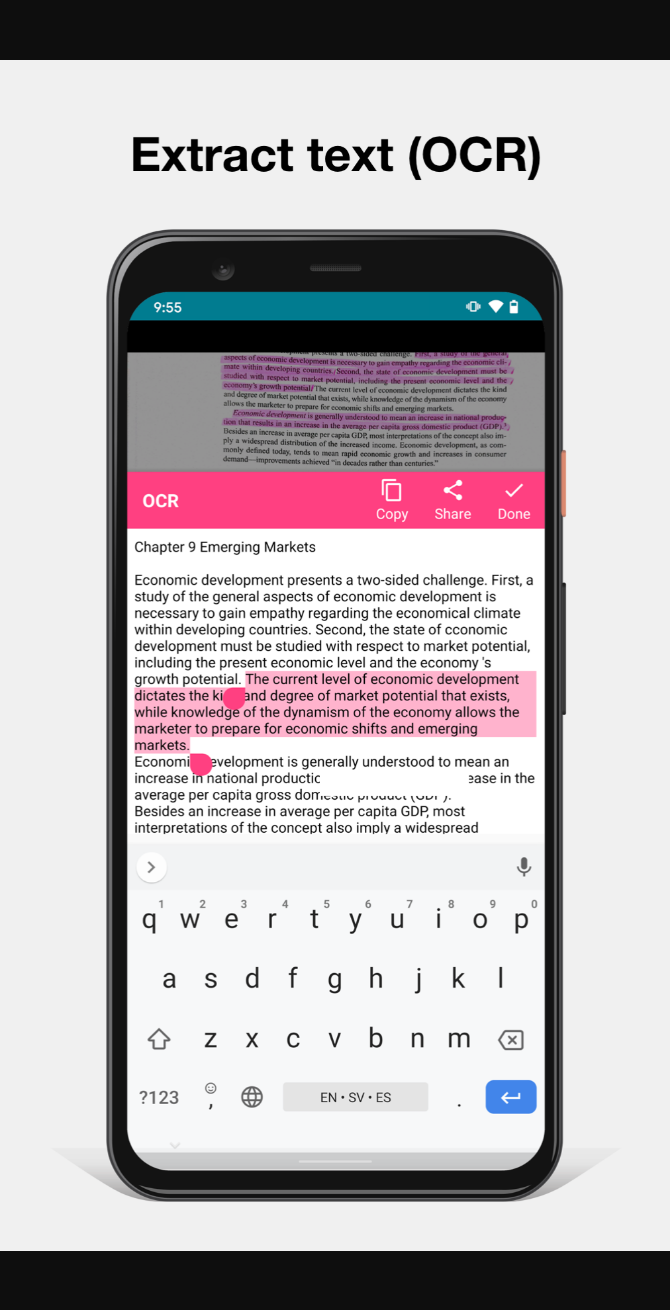 Extract text (OCR)
9:55
First, a study of the general,
aspects of economic development is necessary to gain empathy regarding the economic cli-
mate within developing countries. Second, the state of economic development must be
studied with respect to market potential, including the present economic level and the
economy's growth potential. The current level of economic development dictates the kind
and degree of market potential that exists, while knowledge of the dynamism of the economy
allows the marketer to prepare for economic shifts and emerging markets.
Economic development is generally understood to mean an increase in national produc-
tion that results in an increase in the average per capita gross domestic product (GDP).
Besides an increase in average per capita GDP, most interpretations of the concept also im-
ply a widespread distribution of the increased income. Economic development, as com-
monly defined today, tends to mean rapid economic growth and increases in consumer
demand—improvements achieved “in decades rather than centuries.”
OCR
Copy Share Done
Chapter 9 Emerging Markets
Economic development presents a two-sided challenge. First, a
study of the general aspects of economic development is
necessary to gain empathy regarding the economical climate
within developing countries. Second, the state of cconomic
development must be studied with respect to market potential,
including the present economic level and the economy 's
growth potential. The current level of economic development
dictates the ki and degree of market potential that exists,
while knowledge of the dynamism of the economy allows the
marketer to prepare for economic shifts and emerging
markets.
Economi evelopment is generally understood to mean an
increase in national productic ease in the
average per capita gross domestic product (GDP ).
Besides an increase in average per capita GDP, most
interpretations of the concept also imply a widespread
1 2 3 4 5 6 7 8 9 0
q w e r t y u i o p
a s d f g h j k l
z x c v b n m
?123 , EN • SV • ES .